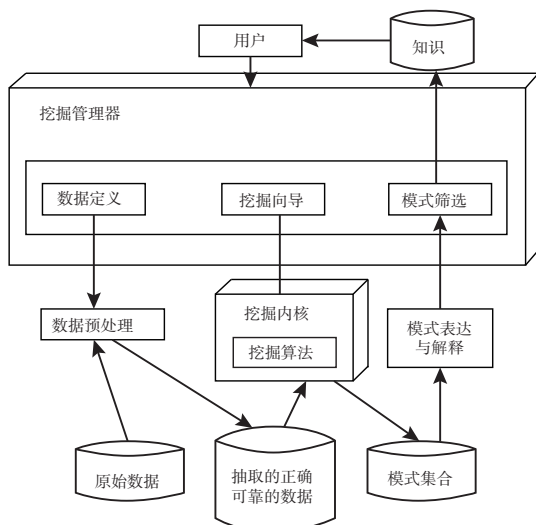 用户
知识
挖掘管理器
数据定义
挖掘向导
模式筛选
数据预处理
挖掘内核
挖掘算法
模式表达
与解释
原始数据
抽取的正确
可靠的数据
模式集合